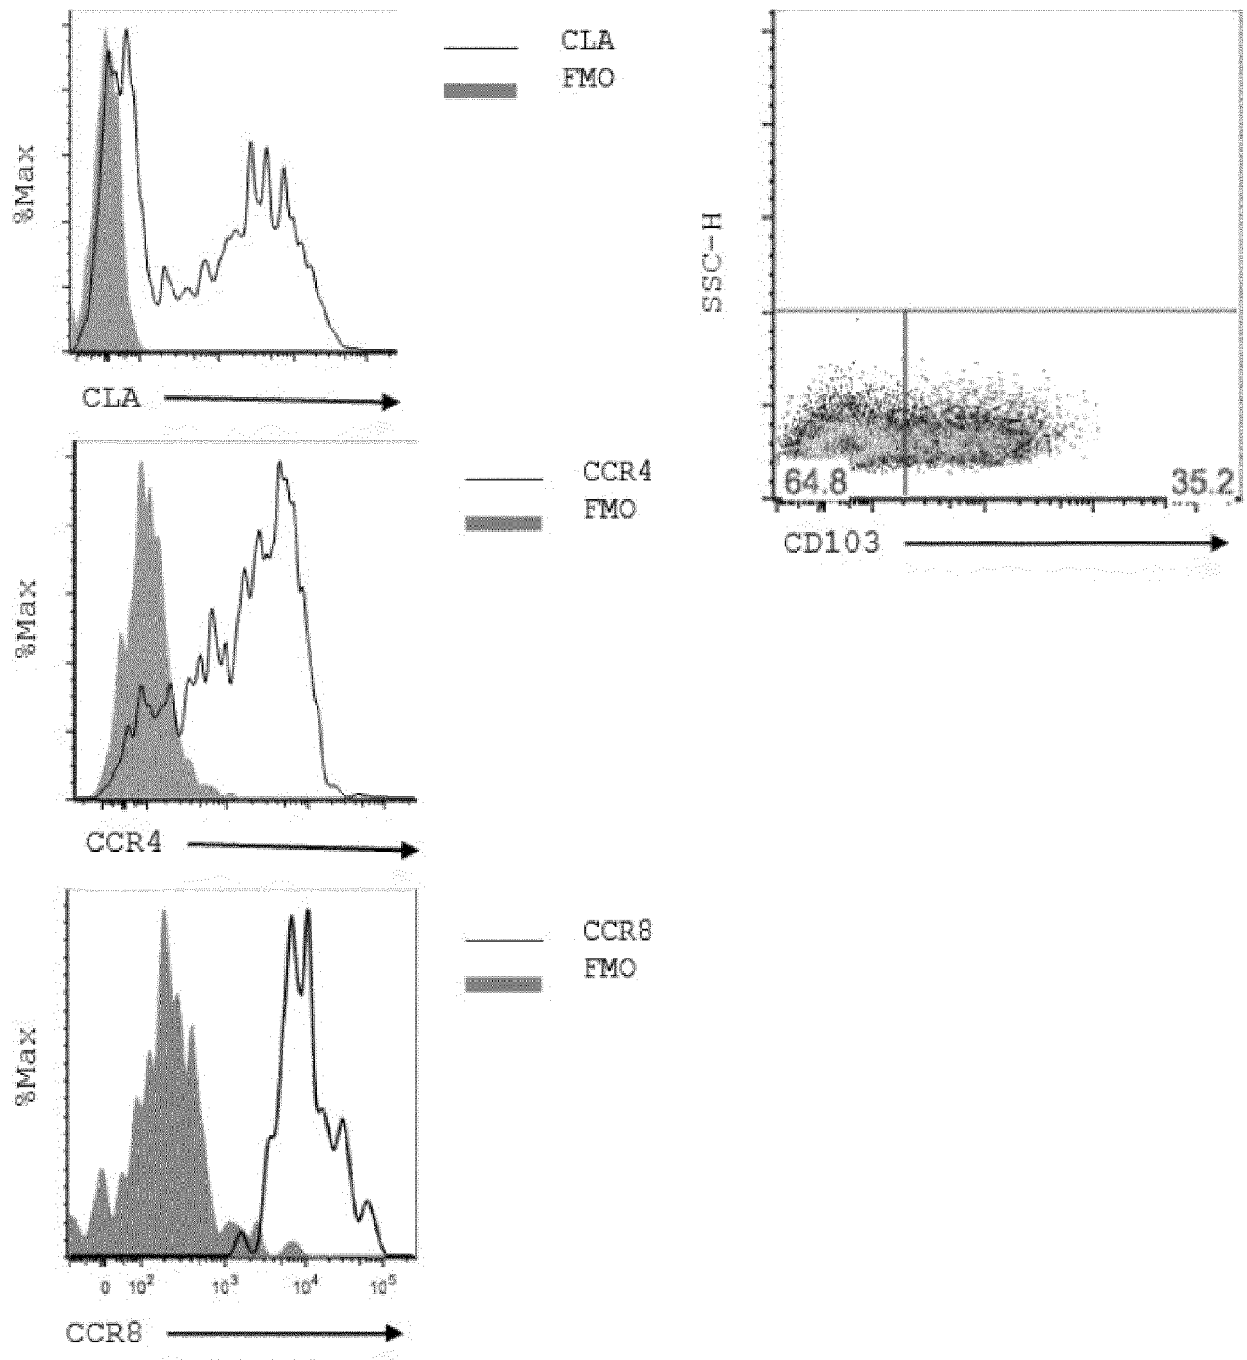 CLA
FMO
%Max
CLA
SSC-H
64.8
35.2
CD103
CCR4
FMO
%Max
CCR4
CCR8
FMO
%Max
0 10² 10³ 10⁴ 10⁵
CCR8